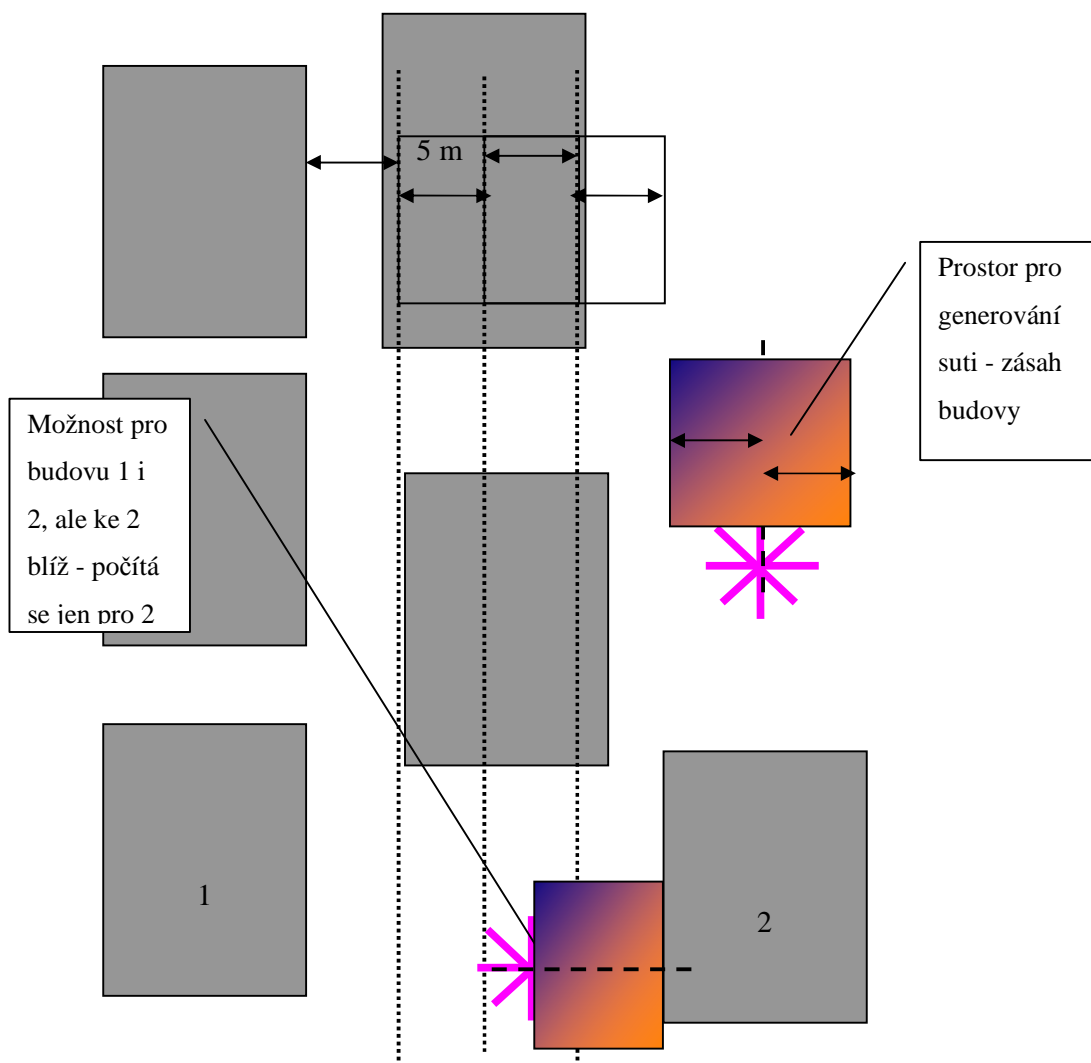 5 m
Prostor pro
generování
suti - zásah
budovy
Možnost pro
budovu 1 i
2, ale ke 2
blíž - počítá
se jen pro 2
1
2